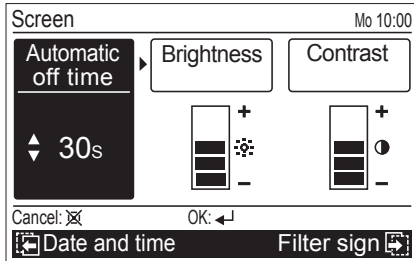 Screen Mo 10:00
Automatic
off time
Brightness
Contrast
30s
+
+
–
–
Cancel: OK:
Date and time Filter sign